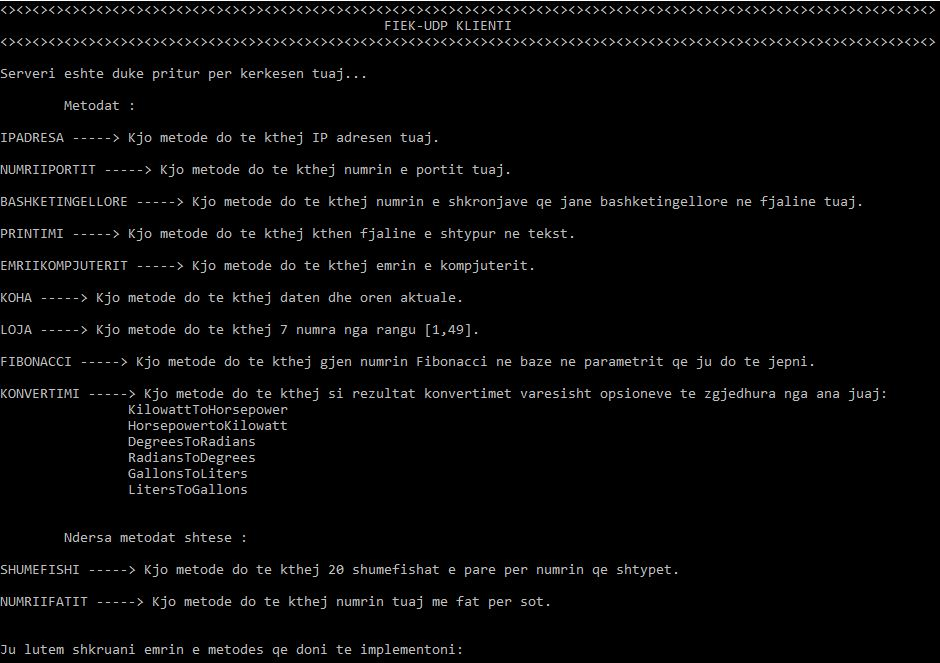 <><><><><><><><><><><><><><><><>><><><><><><><><><><><><><><><><><><><><><><><><><><><><><><><><><><><><><><><><><><>
FIEK-UDP KLIENTI
<><><><><><><><><><><><><><><><>><><><><><><><><><><><><><><><><><><><><><><><><><><><><><><><><><><><><><><><><><><>
Serveri eshte duke pritur per kerkesen tuaj...
Metodat :
IPADRESA -----> Kjo metode do te kthej IP adresen tuaj.
NUMRIIPORTIT -----> Kjo metode do te kthej numrin e portit tuaj.
BASHKETINGELLORE -----> Kjo metode do te kthej numrin e shkronjave qe jane bashketingellore ne fjaline tuaj.
PRINTIMI -----> Kjo metode do te kthej kthen fjaline e shtypur ne tekst.
EMRIIKOMPJUTERIT -----> Kjo metode do te kthej emrin e kompjuterit.
KOHA -----> Kjo metode do te kthej daten dhe oren aktuale.
LOJA -----> Kjo metode do te kthej 7 numra nga rangu [1,49].
FIBONACCI -----> Kjo metode do te kthej gjen numrin Fibonacci ne baze ne parametrit qe ju do te jepni.
KONVERTIMI -----> Kjo metode do te kthej si rezultat konvertimet varesisht opsioneve te zgjedhura nga ana juaj:
KilowattToHorsepower
HorsepowertoKilowatt
DegreesToRadians
RadiansToDegrees
GallonsToLiters
LitersToGallons
Ndersa metodat shtese :
SHUMEFISHI -----> Kjo metode do te kthej 20 shumefishat e pare per numrin qe shtypet.
NUMRIIFATIT -----> Kjo metode do te kthej numrin tuaj me fat per sot.
Ju lutem shkruani emrin e metodes qe doni te implementoni: